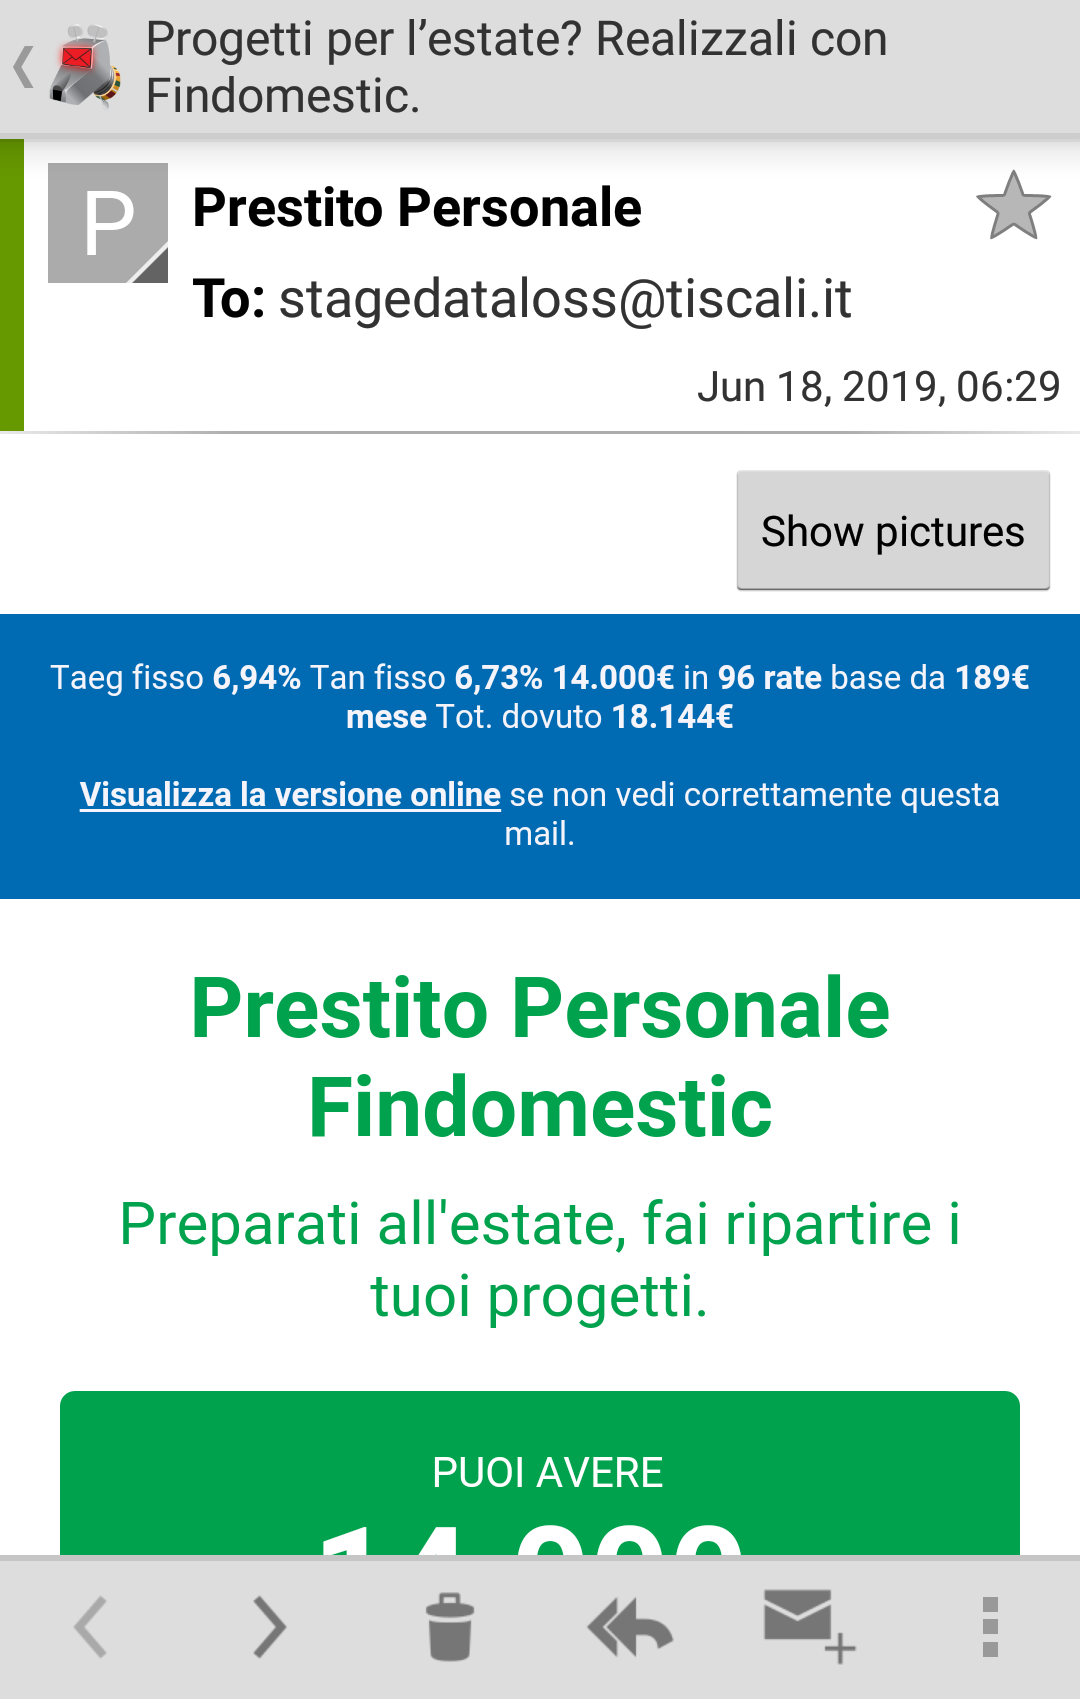 Progetti per l’estate? Realizzali con
Findomestic.
P
Prestito Personale
To: stagedataloss@tiscali.it
Jun 18, 2019, 06:29
Show pictures
Taeg fisso 6,94% Tan fisso 6,73% 14.000€ in 96 rate base da 189€
mese Tot. dovuto 18.144€
Visualizza la versione online se non vedi correttamente questa
mail.
Prestito Personale
Findomestic
Preparati all'estate, fai ripartire i
tuoi progetti.
PUOI AVERE
14.000